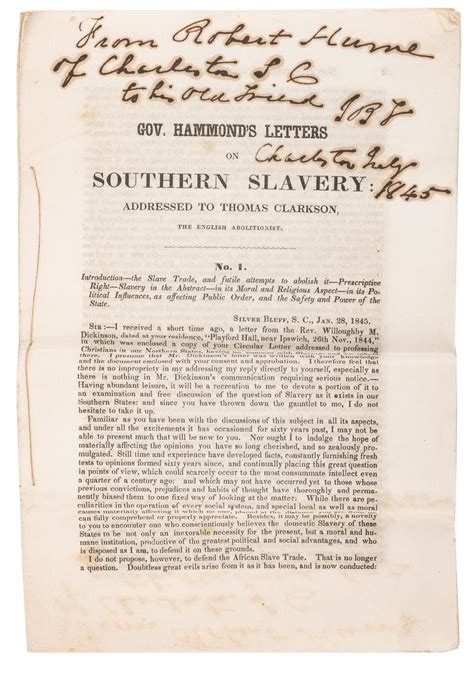 From Robert Hume
of Charleston S C
to his Old Friend
GOV. HAMMOND'S LETTERS
ON
Charleston July
1845
SOUTHERN SLAVERY:
ADDRESSED TO THOMAS CLARKSON,
THE ENGLISH ABOLITIONIST.
No. 1.
Introduction—the Slave Trade, and futile attempts to abolish it—Prescriptive
Right—Slavery in the Abstract—in its Moral and Religious Aspect—in its Po-
litical Influences, as affecting Public Order, and the Safety and Power of the
State.
SILVER BLUFF, S. C., JAN. 28, 1845.
SIR:—I received a short time ago, a letter from the Rev. Willoughby M.
Dickinson, dated at your residence, "Playford Hall, near Ipswich, 26th Nov., 1844,"
in which was enclosed a copy of your Circular Letter addressed to professing
Christians in our Northern States, having no concern with Slavery
there. I presume that Mr. Dickinson's letter was written with your knowledge
I therefore feel that
there is no impropriety in my addressing my reply directly to yourself, especially as
there is nothing in Mr. Dickinson's communication requiring serious notice.—
Having abundant leisure, it will be a recreation to me to devote a portion of it to
an examination and free discussion of the question of Slavery as it exists in our
Southern States: and since you have thrown down the gauntlet to me, I do not
hesitate to take it up.
Familiar as you have been with the discussions of this subject in all its aspects,
and under all the excitements it has occasioned for sixty years past, I may not be
able to present much that will be new to you. Nor ought I to indulge the hope of
materially affecting the opinions you have so long cherished, and so zealously pro-
mulgated. Still time and experience have developed facts, constantly furnishing fresh
tests to opinions formed sixty years since, and continually placing this great question
in points of view, which could scarcely occur to the most consummate intellect even
a quarter of a century ago: and which may not have occurred yet to those whose
previous convictions, prejudices and habits of thought have thoroughly and perma-
nently biased them to one fixed way of looking at the matter: While there are pe-
culiarities in the operation of every social system, and special local as well as moral
causes materially affecting it which no one, placed at the distance you are
can fully comprehend or properly appreciate. Besides, it may be possibly, a novelty
to you to encounter one who conscientiously believes the domestic Slavery of these
States to be not only an inexorable necessity for the present, but a moral and hu-
mane institution, productive of the greatest political and social advantages, and who
is disposed as I am, to defend it on these grounds.
I do not propose, however, to defend the African Slave Trade. That is no longer
a question. Doubtless great evils arise from it as it has been, and is now conducted: